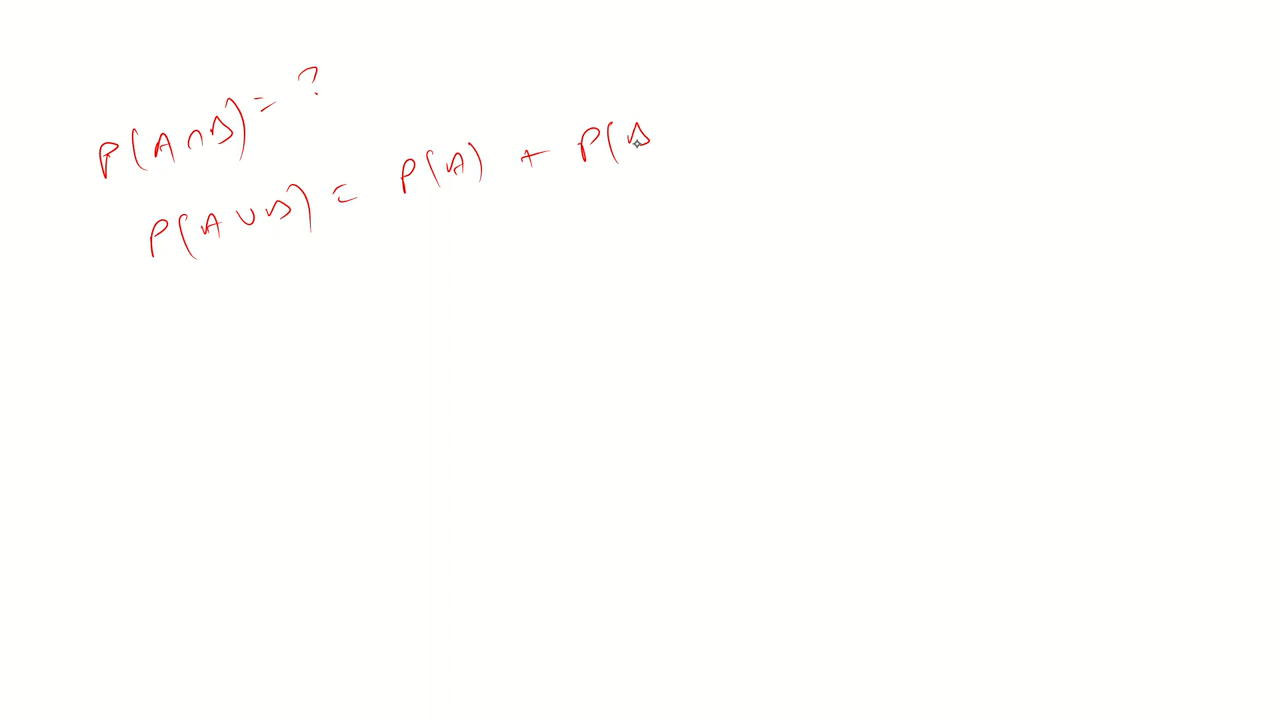 P(A∩B) = ?
P(A∪B) = P(A) + P(B